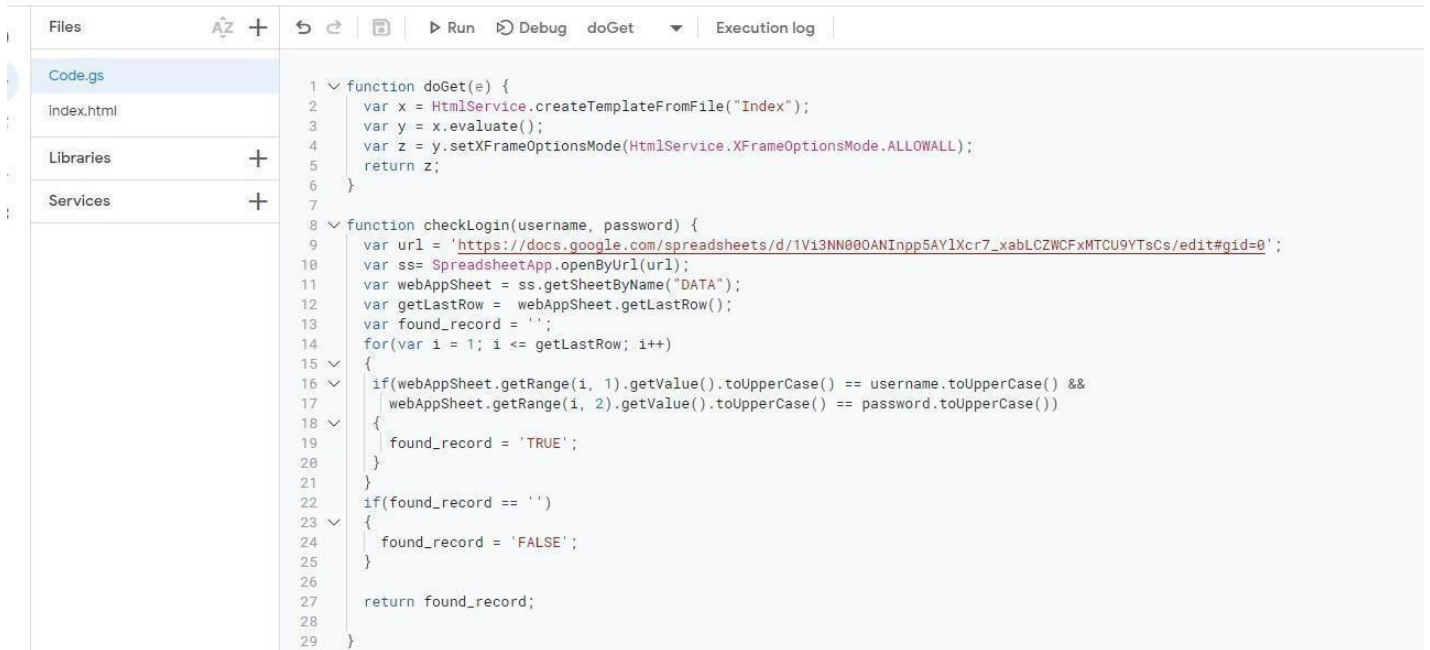 Files AZ + Run Debug doGet Execution log
Code.gs
index.html
Libraries +
Services +
1 function doGet(e) {
2 var x = HtmlService.createTemplateFromFile("Index");
3 var y = x.evaluate();
4 var z = y.setXFrameOptionsMode(HtmlService.XFrameOptionsMode.ALLOWALL);
5 return z;
6 }
7
8 function checkLogin(username, password) {
9 var url = 'https://docs.google.com/spreadsheets/d/1Vi3NN00OANInpp5AYlXcr7_xabLCZWCFxMTCU9YTsCs/edit#gid=0';
10 var ss= SpreadsheetApp.openByUrl(url);
11 var webAppSheet = ss.getSheetByName("DATA");
12 var getLastRow =  webAppSheet.getLastRow();
13 var found_record = '';
14 for(var i = 1; i <= getLastRow; i++)
15 {
16 if(webAppSheet.getRange(i, 1).getValue().toUpperCase() == username.toUpperCase() &&
17 webAppSheet.getRange(i, 2).getValue().toUpperCase() == password.toUpperCase())
18 {
19 found_record = 'TRUE';
20 }
21 }
22 if(found_record == '')
23 {
24 found_record = 'FALSE';
25 }
26
27 return found_record;
28
29 }